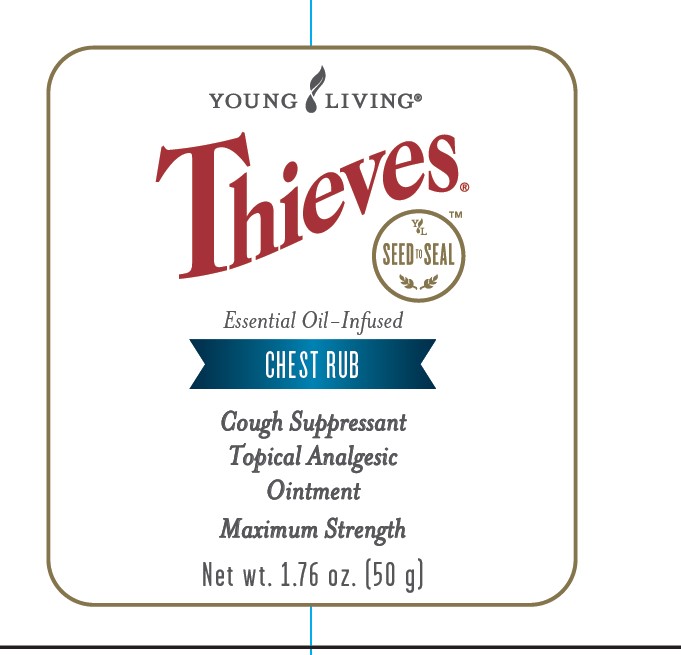 YOUNG LIVING®
Thieves®
™
YL
SEED TO SEAL
Essential Oil–Infused
CHEST RUB
Cough Suppressant
Topical Analgesic
Ointment
Maximum Strength
Net wt. 1.76 oz. (50 g)